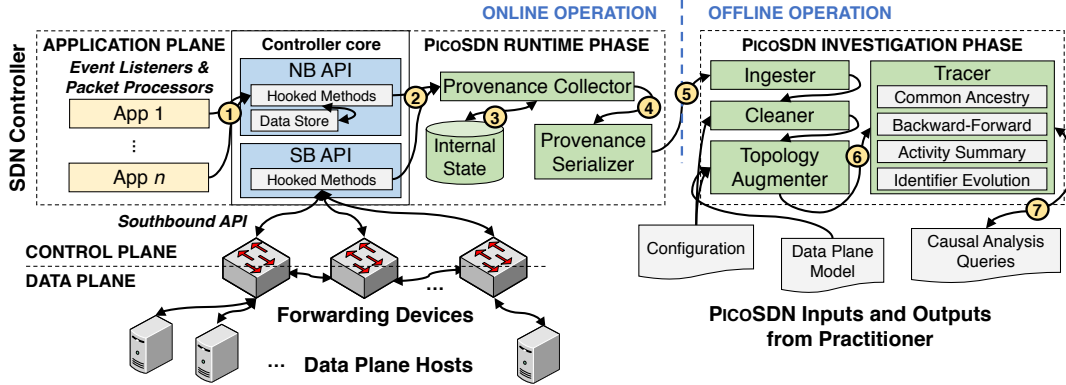 ONLINE OPERATION
OFFLINE OPERATION
SDN Controller
APPLICATION PLANE
Event Listeners &
Packet Processors
App 1
⋮
App n
Controller core
NB API
Hooked Methods
Data Store
SB API
Hooked Methods
1
2
PICOSDN RUNTIME PHASE
Provenance Collector
3
4
Internal
State
Provenance
Serializer
5
PICOSDN INVESTIGATION PHASE
Ingester
Cleaner
Topology
Augmenter
6
Tracer
Common Ancestry
Backward-Forward
Activity Summary
Identifier Evolution
7
Southbound API
CONTROL PLANE
DATA PLANE
...
Forwarding Devices
... Data Plane Hosts
Configuration
Data Plane
Model
Causal Analysis
Queries
PICOSDN Inputs and Outputs
from Practitioner